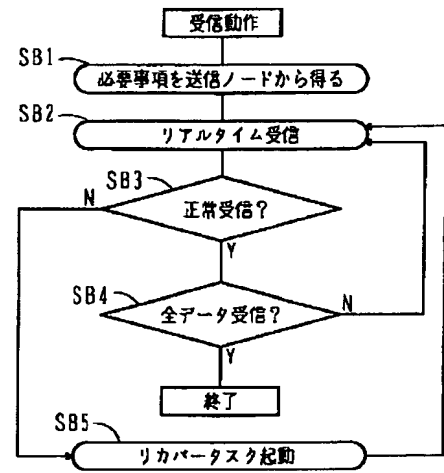 受信動作
SB1
必要事項を送信ノードから得る
SB2
リアルタイム受信
SB3
N
正常受信?
Y
SB4
N
全データ受信?
Y
終了
SB5
リカバータスク起動